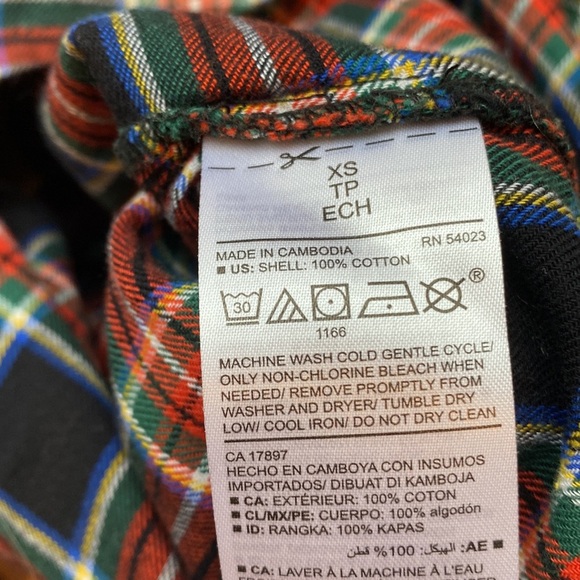 XS
TP
ECH
MADE IN CAMBODIA RN 54023
■ US: SHELL: 100% COTTON
30 ®
1166
MACHINE WASH COLD GENTLE CYCLE/
ONLY NON-CHLORINE BLEACH WHEN
NEEDED/ REMOVE PROMPTLY FROM
WASHER AND DRYER/ TUMBLE DRY
LOW/ COOL IRON/ DO NOT DRY CLEAN
CA 17897
HECHO EN CAMBOYA CON INSUMOS
IMPORTADOS/ DIBUAT DI KAMBOJA
■ CA: EXTÉRIEUR: 100% COTON
■ CL/MX/PE: CUERPO: 100% algodón
■ ID: RANGKA: 100% KAPAS
■ AE: الهيكل: 100% قطن
■ CA: LAVER À LA MACHINE À L'EAU